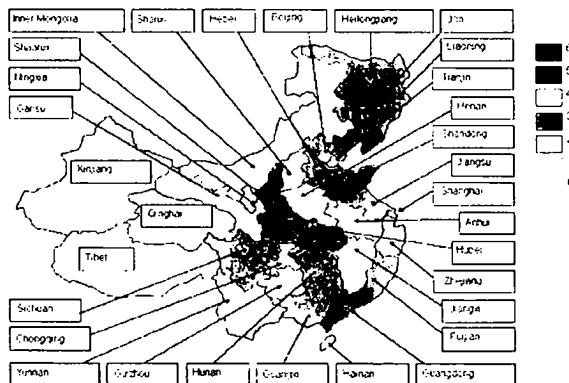 Inner Mongolia
Shanxi
Hebei
Beijing
Heilongjiang
Jilin
Shaanxi
Liaoning
Ningxia
Tianjin
Gansu
Henan
Shandong
Xinjiang
Jiangsu
Qinghai
Shanghai
Anhui
Tibet
Hubei
Zhejiang
Sichuan
Jiangxi
Chongqing
Fujian
Yunnan
Guizhou
Hunan
Guangxi
Hainan
Guangdong